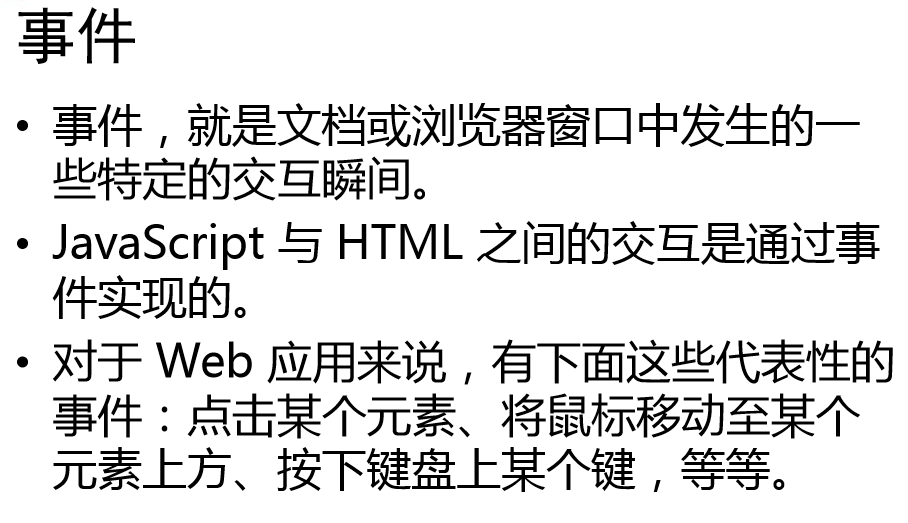 事件
• 事件，就是文档或浏览器窗口中发生的一
些特定的交互瞬间。
• JavaScript 与 HTML 之间的交互是通过事
件实现的。
• 对于 Web 应用来说，有下面这些代表性的
事件：点击某个元素、将鼠标移动至某个
元素上方、按下键盘上某个键，等等。